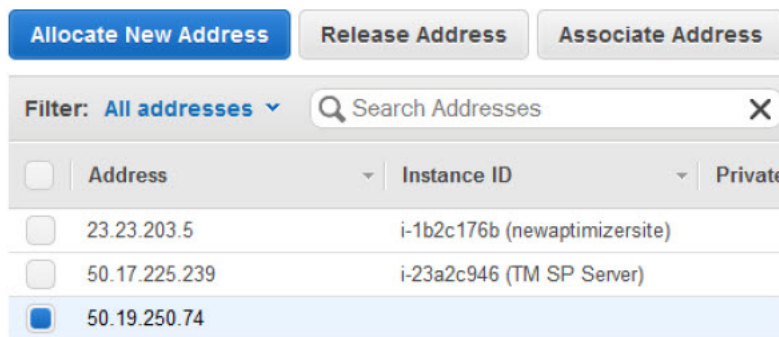 Allocate New Address Release Address Associate Address
Filter: All addresses Search Addresses
Address Instance ID Private
23.23.203.5 i-1b2c176b (newaptimizersite)
50.17.225.239 i-23a2c946 (TM SP Server)
50.19.250.74